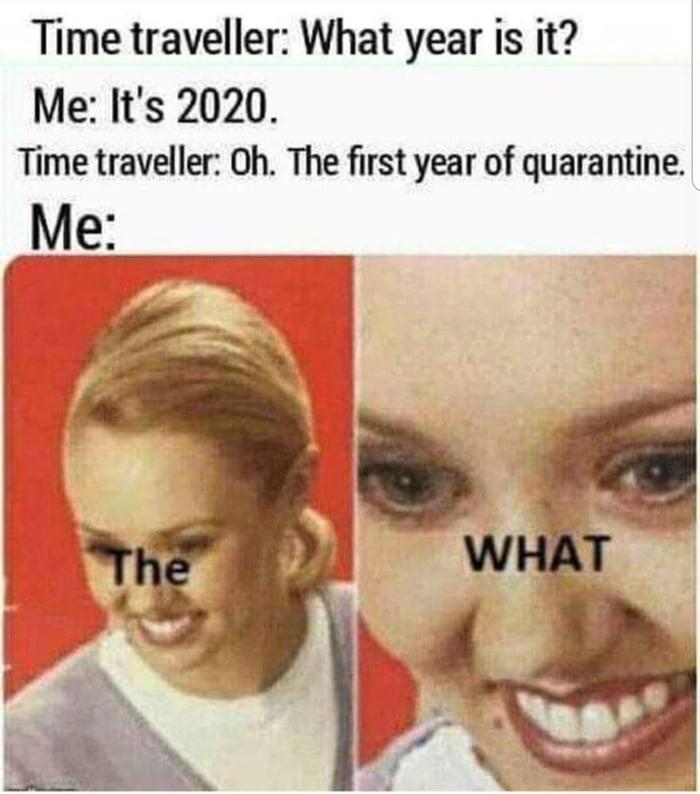 Time traveller: What year is it?
Me: It's 2020.
Time traveller: Oh. The first year of quarantine.
Me:
The
WHAT